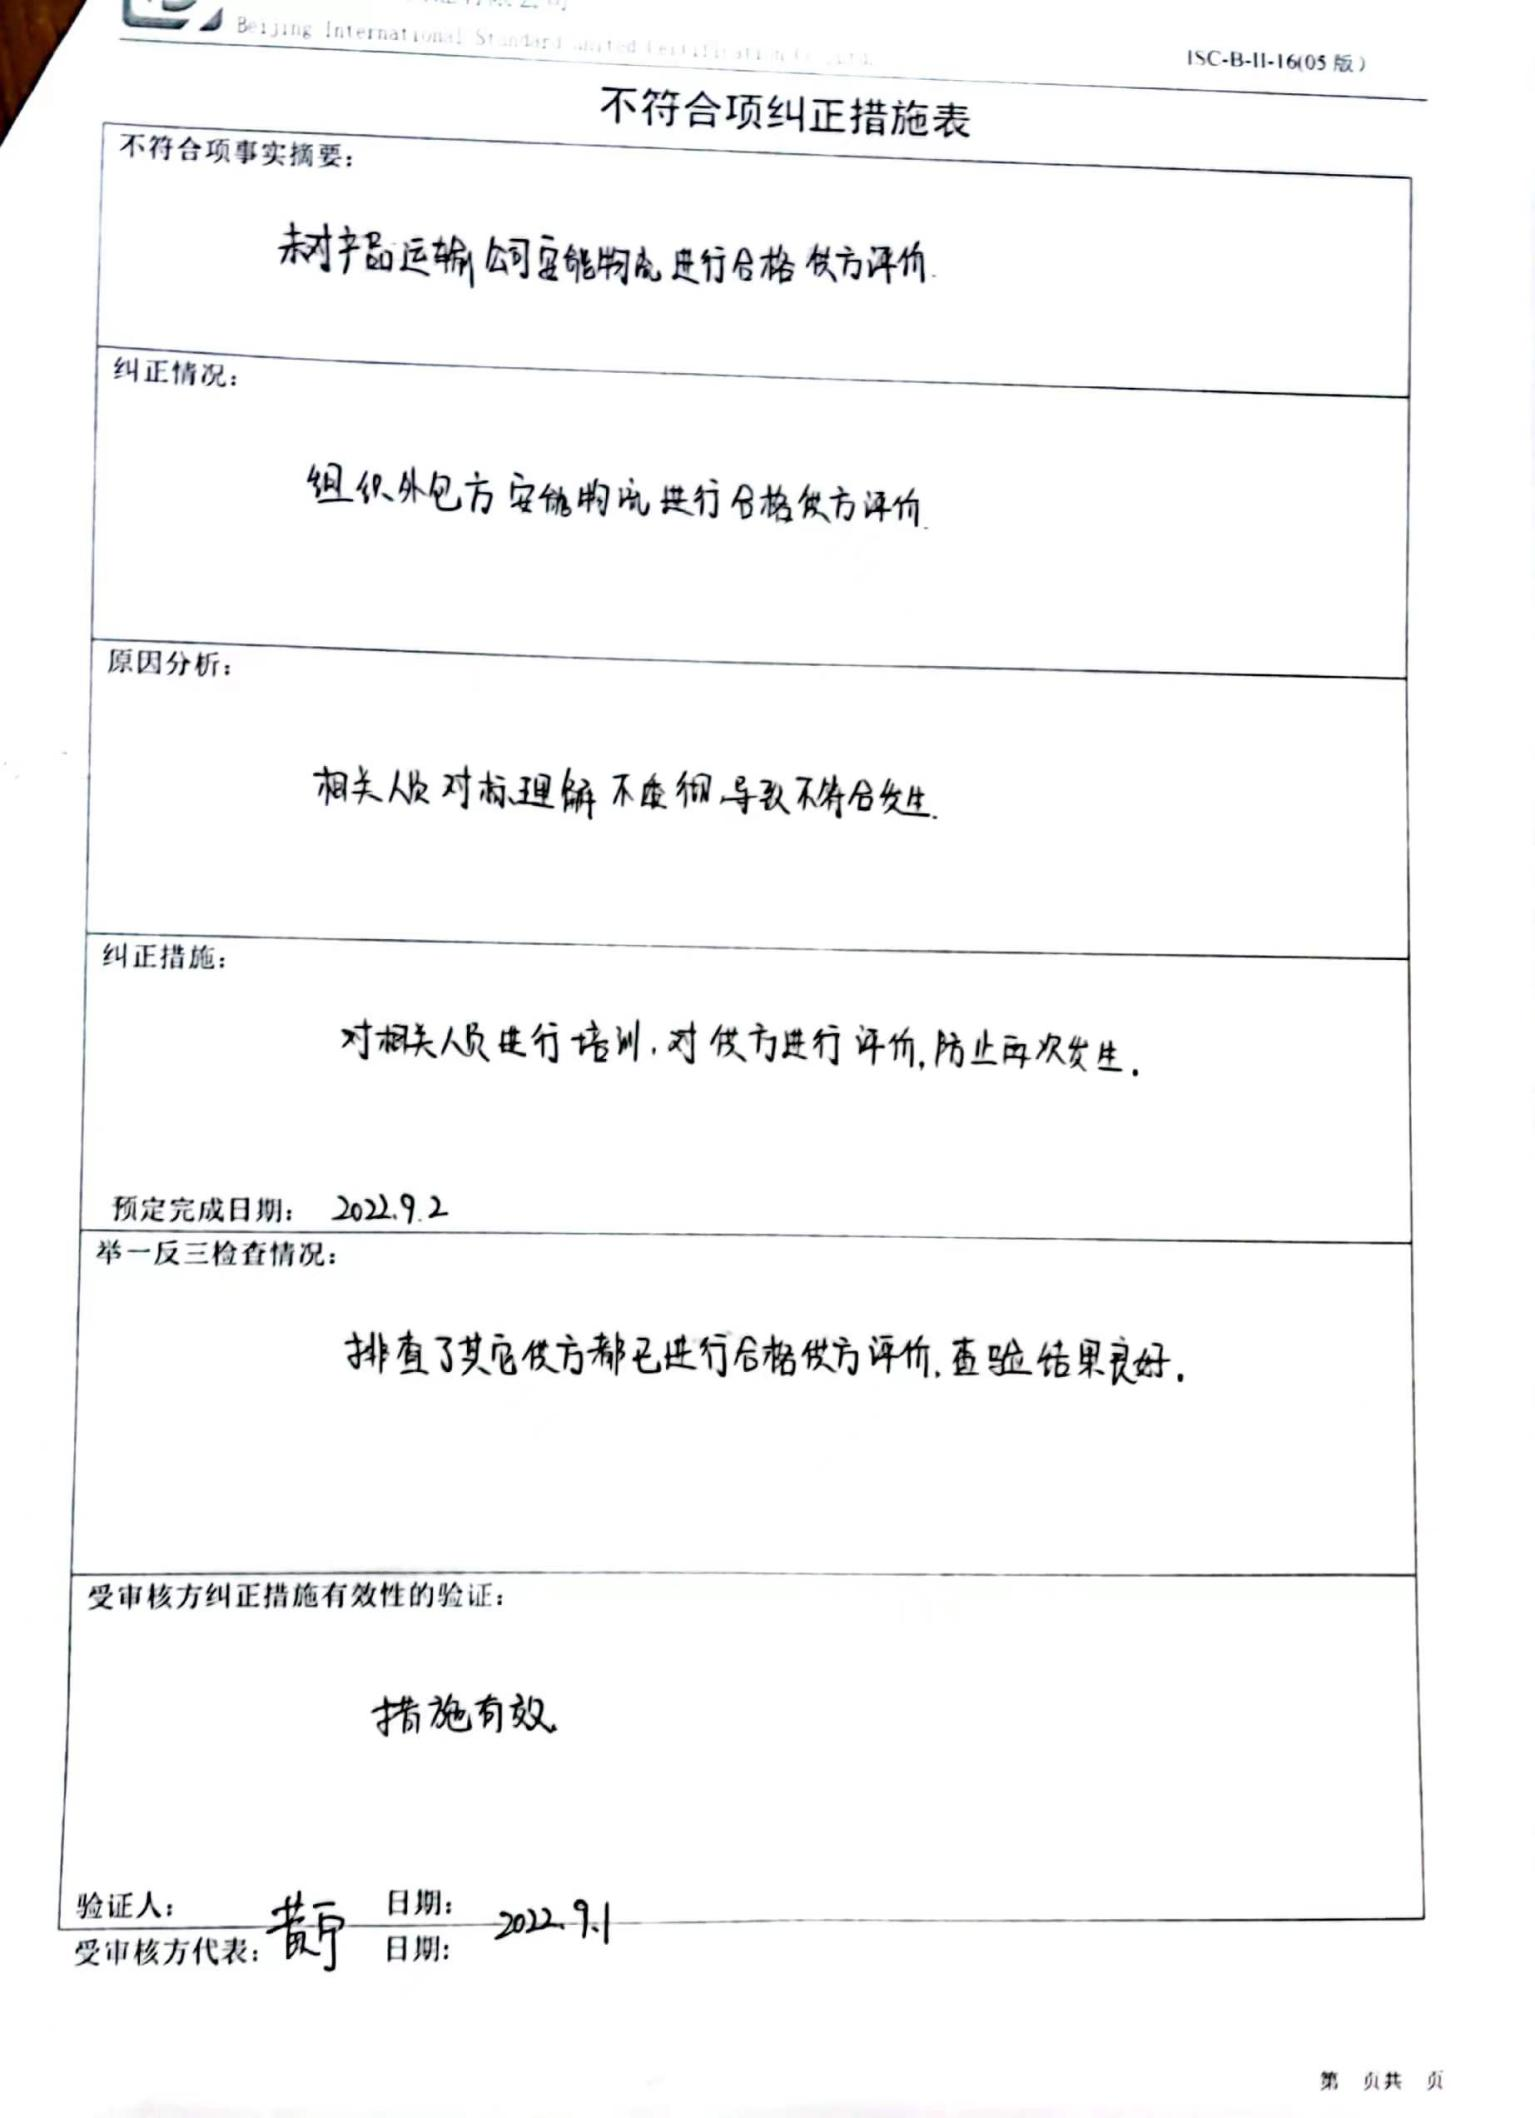 有限公司
Beijing International Standard united Certification Co.,Ltd.
ISC-B-II-16(05版)
不符合项纠正措施表
不符合项事实摘要：
未对产品运输公司安能物流进行合格供方评价.
纠正情况：
组织外包方安能物流进行合格供方评价.
原因分析：
相关人员对标理解不透彻,导致不符合发生.
纠正措施：
对相关人员进行培训,对供方进行评价,防止再次发生.
预定完成日期： 2022.9.2
举一反三检查情况：
排查了其它供方都已进行合格供方评价,查验结果良好.
受审核方纠正措施有效性的验证：
措施有效.
验证人： 日期：
2022.9.1
受审核方代表： 日期：
第 页共 页